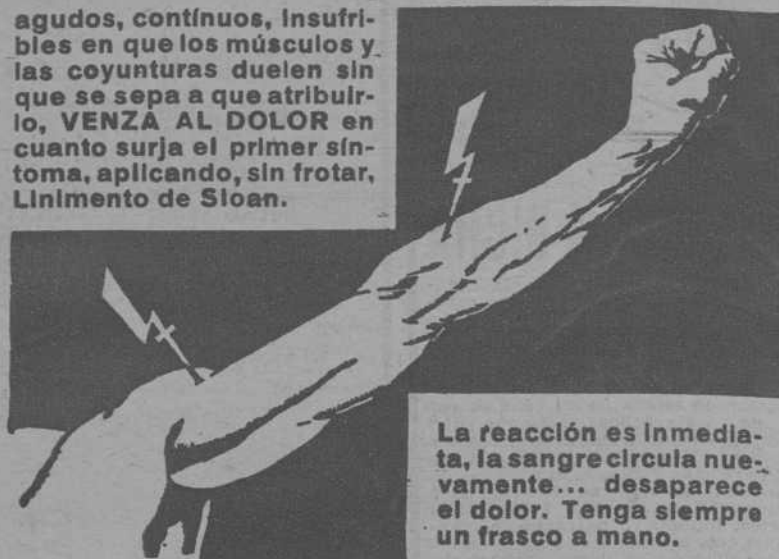 agudos, contínuos, insufri-
bles en que los músculos y
las coyunturas duelen sin
que se sepa a que atribuir-
lo, VENZA AL DOLOR en
cuanto surja el primer sín-
toma, aplicando, sin frotar,
Linimento de Sloan.
La reacción es inmedia-
ta, la sangre circula nue-
vamente... desaparece
el dolor. Tenga siempre
un frasco a mano.